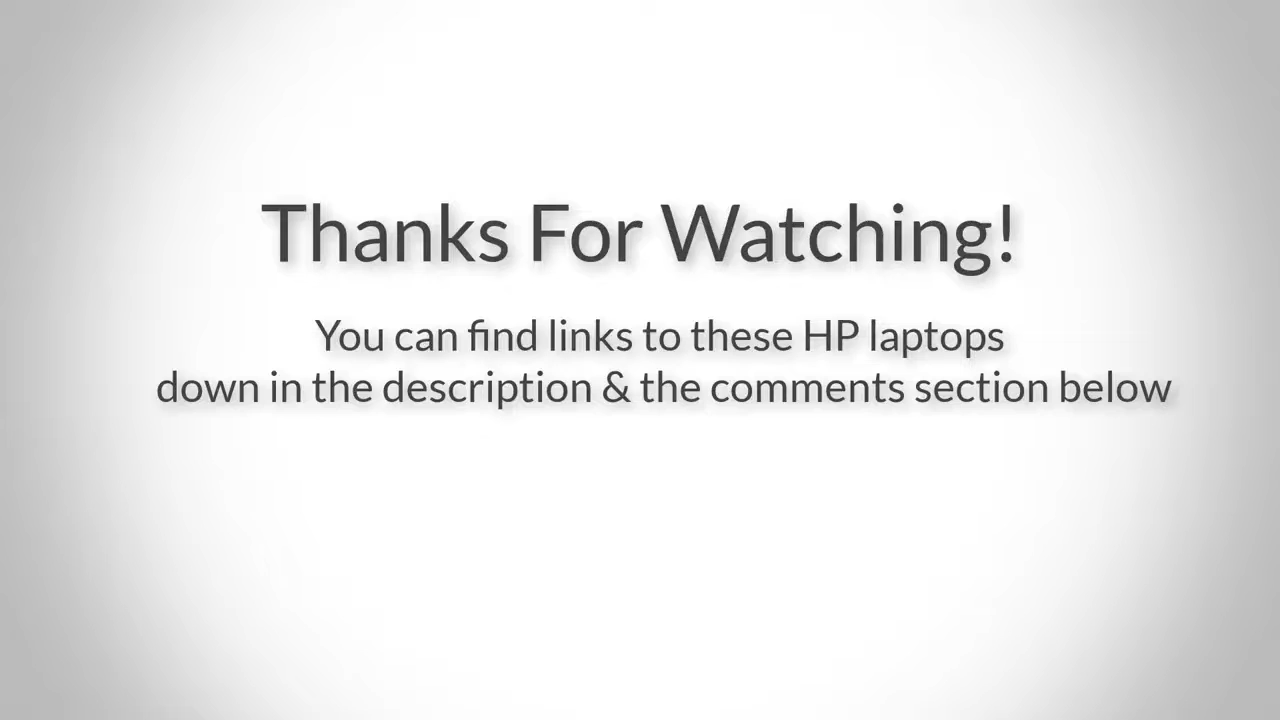 Thanks For Watching!
You can find links to these HP laptops
down in the description & the comments section below